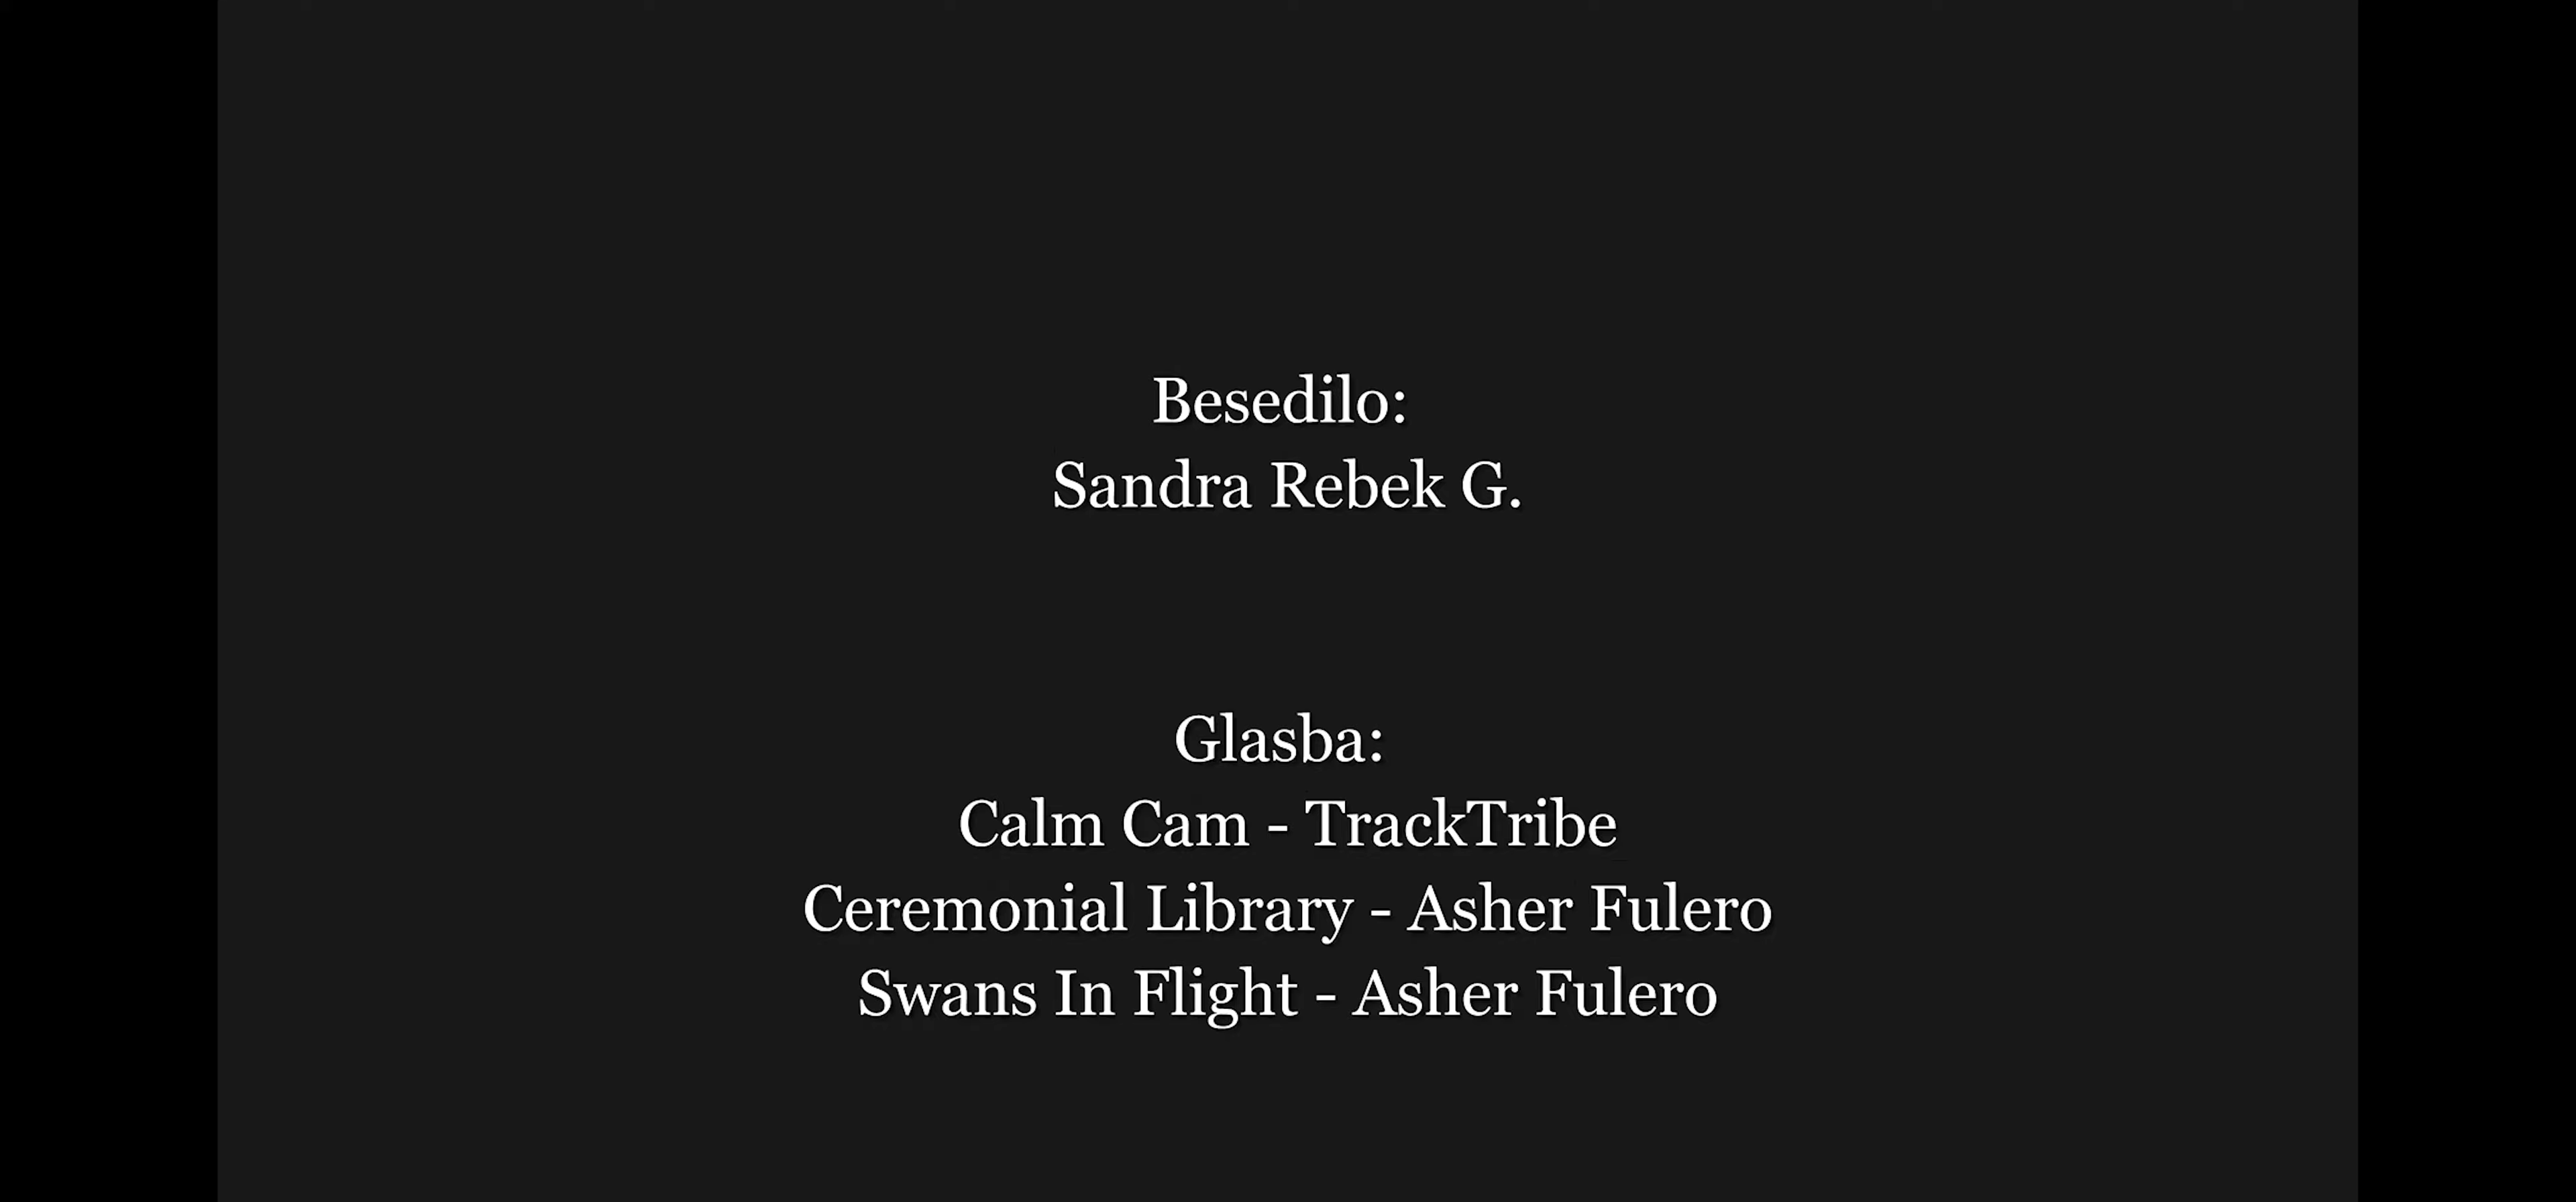 Besedilo:
Sandra Rebek G.
Glasba:
Calm Cam - TrackTribe
Ceremonial Library - Asher Fulero
Swans In Flight - Asher Fulero